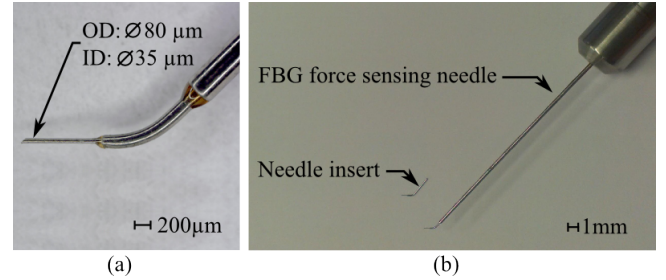 OD: Ø80 µm
ID: Ø35 µm
200µm
(a)
FBG force sensing needle
Needle insert
1mm
(b)